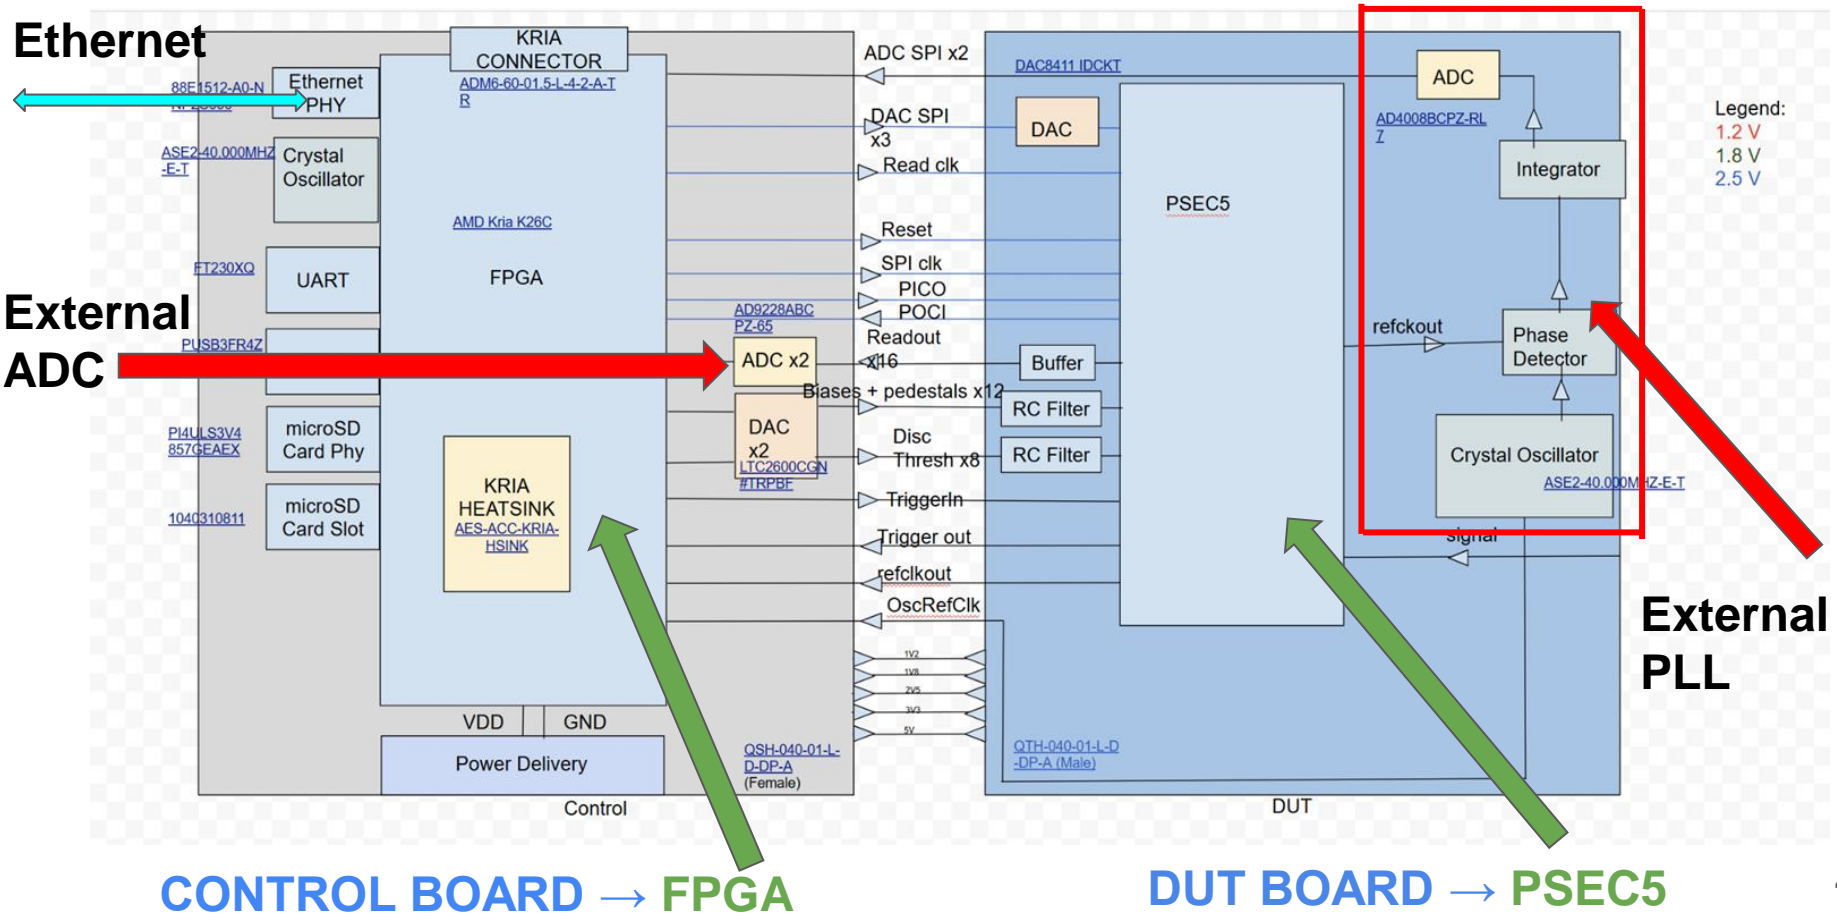 Ethernet
External
ADC
KRIA
CONNECTOR
ADM6-60-01.5-L-4-2-A-T
R
88E1512-A0-N
Ethernet
PHY
ASE2-40.000MHZ
-E-T
Crystal
Oscillator
AMD Kria K26C
FT230XQ
UART
FPGA
PUSB3FR4Z
PI4ULS3V4
857GEAEX
microSD
Card Phy
1040310811
microSD
Card Slot
KRIA
HEATSINK
AES-ACC-KRIA-
HSINK
AD9228ABC
PZ-65
ADC x2
DAC
x2
LTC2600CGN
#TRPBF
VDD
GND
Power Delivery
QSH-040-01-L-
D-DP-A
(Female)
Control
ADC SPI x2
DAC SPI
x3
Read clk
Reset
SPI clk
PICO
POCI
Readout
x16
Biases + pedestals x12
Disc
Thresh x8
TriggerIn
Trigger out
refclkout
OscRefClk
1V2
1V8
2V5
3V3
5V
DAC8411 IDCKT
DAC
PSEC5
Buffer
RC Filter
RC Filter
QTH-040-01-L-D
-DP-A (Male)
DUT
ADC
AD4008BCPZ-RL
7
Integrator
refckout
Phase
Detector
Crystal Oscillator
ASE2-40.000MHZ-E-T
signal
Legend:
1.2 V
1.8 V
2.5 V
External
PLL
CONTROL BOARD → FPGA
DUT BOARD → PSEC5